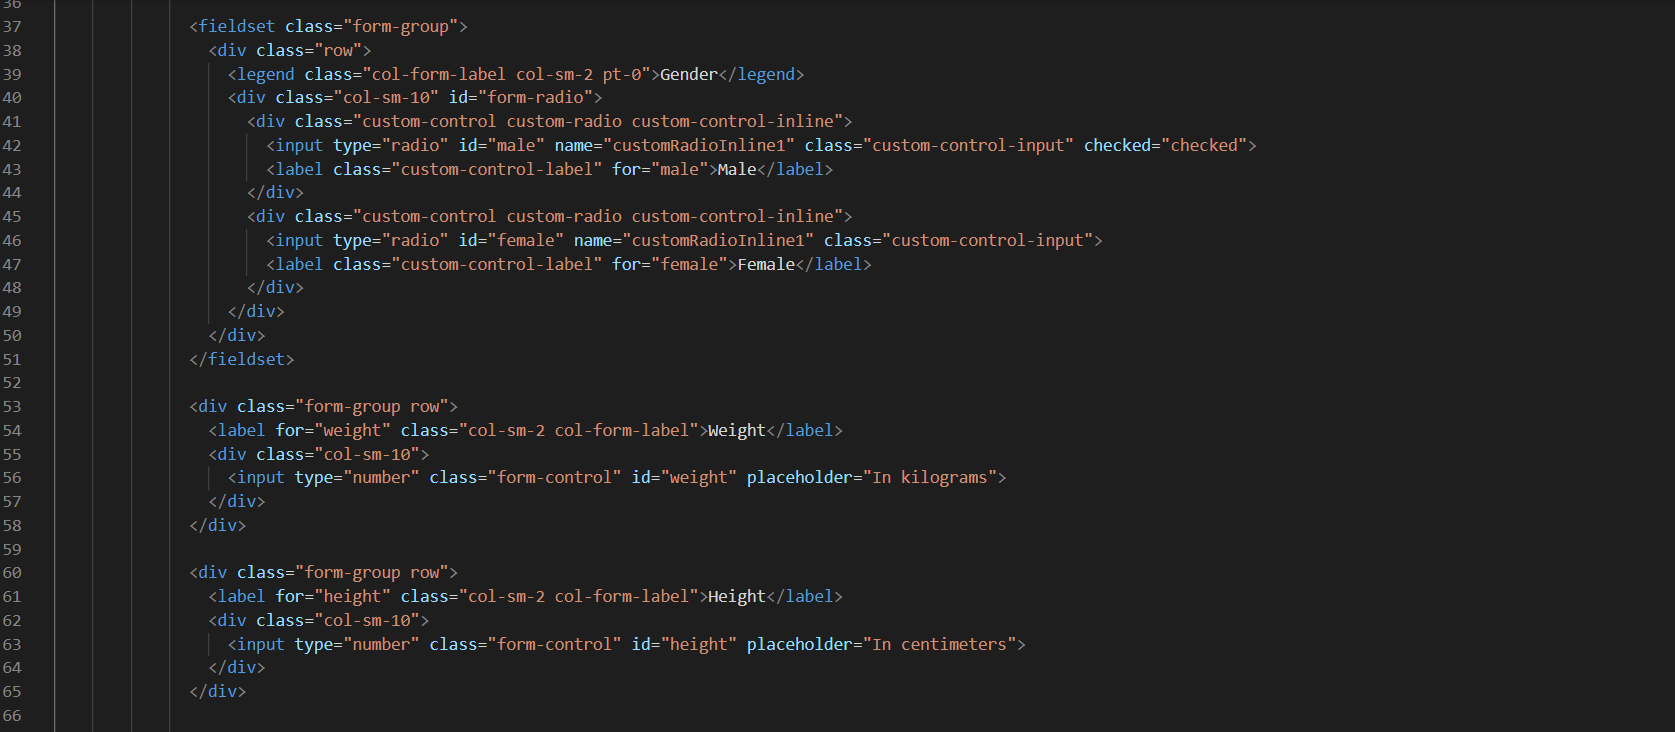 36
37 <fieldset class="form-group">
38 <div class="row">
39 <legend class="col-form-label col-sm-2 pt-0">Gender</legend>
40 <div class="col-sm-10" id="form-radio">
41 <div class="custom-control custom-radio custom-control-inline">
42 <input type="radio" id="male" name="customRadioInline1" class="custom-control-input" checked="checked">
43 <label class="custom-control-label" for="male">Male</label>
44 </div>
45 <div class="custom-control custom-radio custom-control-inline">
46 <input type="radio" id="female" name="customRadioInline1" class="custom-control-input">
47 <label class="custom-control-label" for="female">Female</label>
48 </div>
49 </div>
50 </div>
51 </fieldset>
52
53 <div class="form-group row">
54 <label for="weight" class="col-sm-2 col-form-label">Weight</label>
55 <div class="col-sm-10">
56 <input type="number" class="form-control" id="weight" placeholder="In kilograms">
57 </div>
58 </div>
59
60 <div class="form-group row">
61 <label for="height" class="col-sm-2 col-form-label">Height</label>
62 <div class="col-sm-10">
63 <input type="number" class="form-control" id="height" placeholder="In centimeters">
64 </div>
65 </div>
66